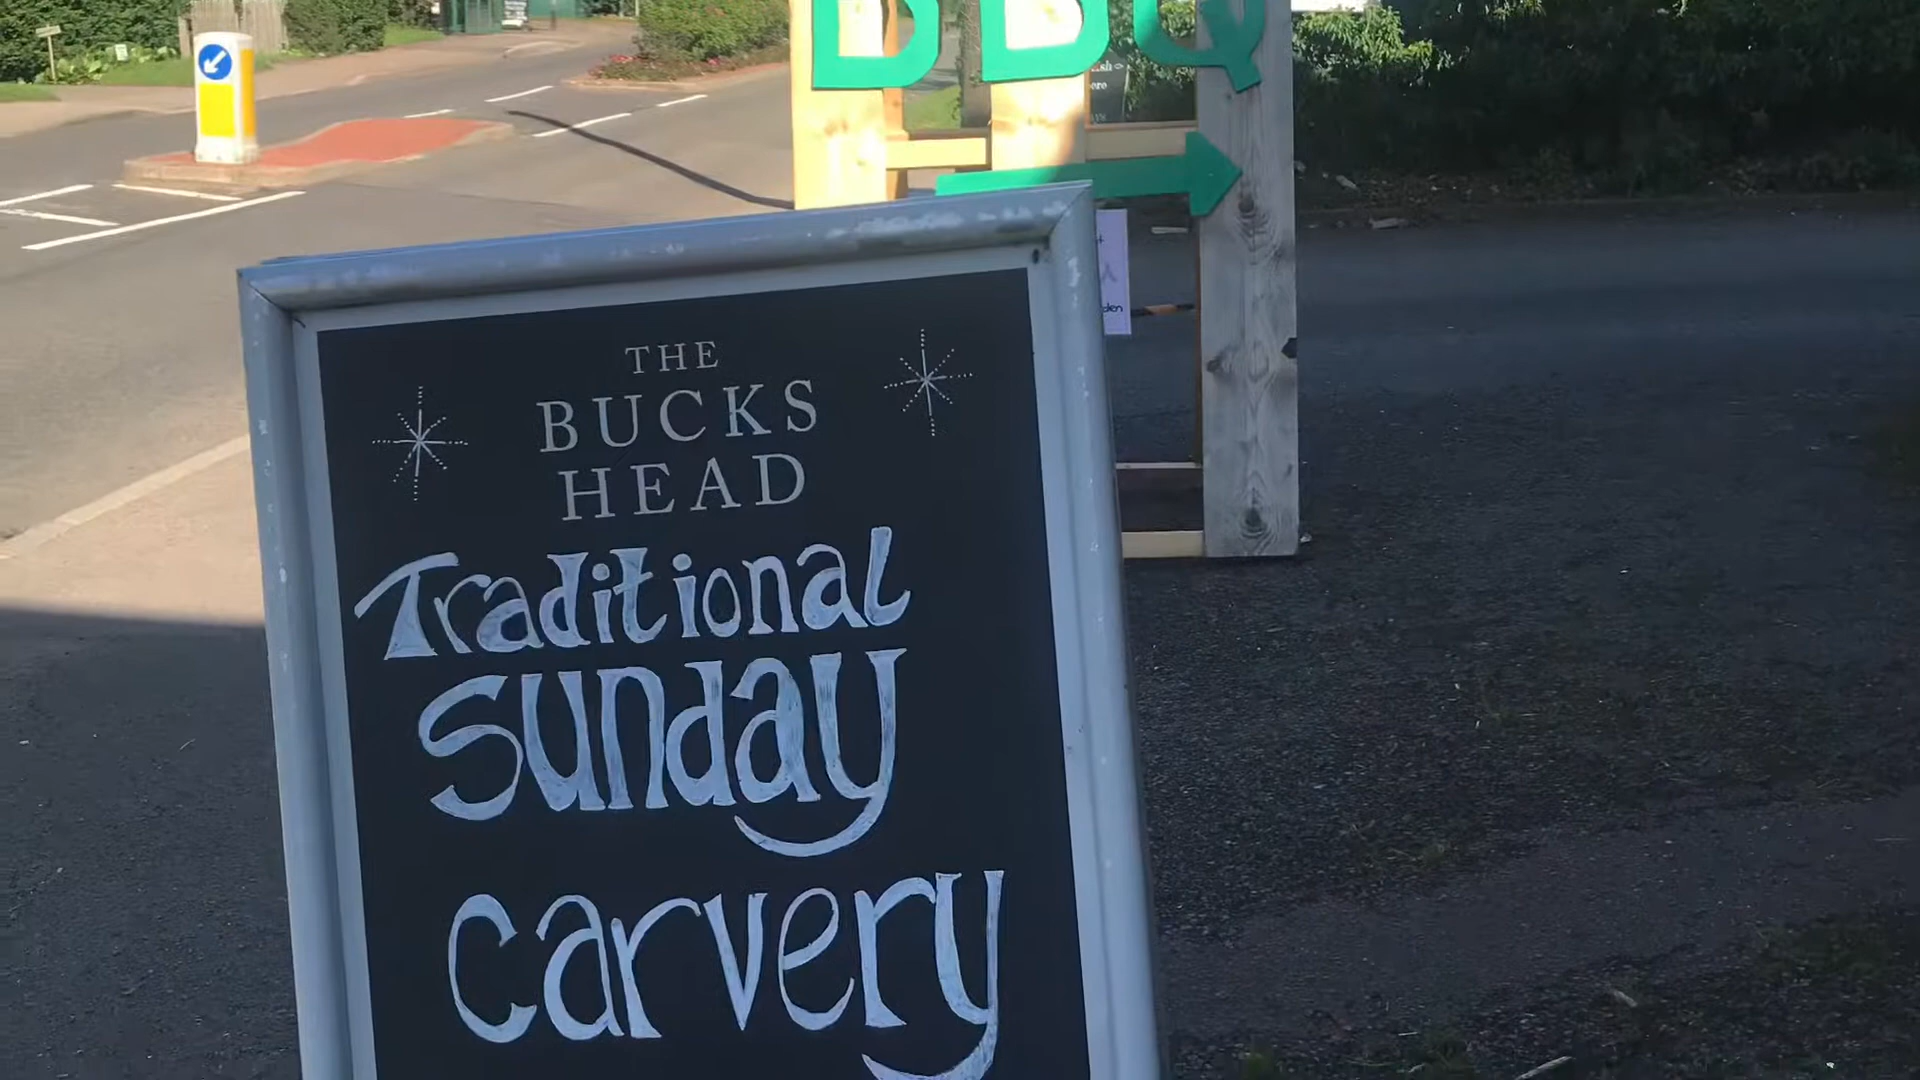 BBQ
THE
BUCKS
HEAD
Traditional
Sunday
Carvery